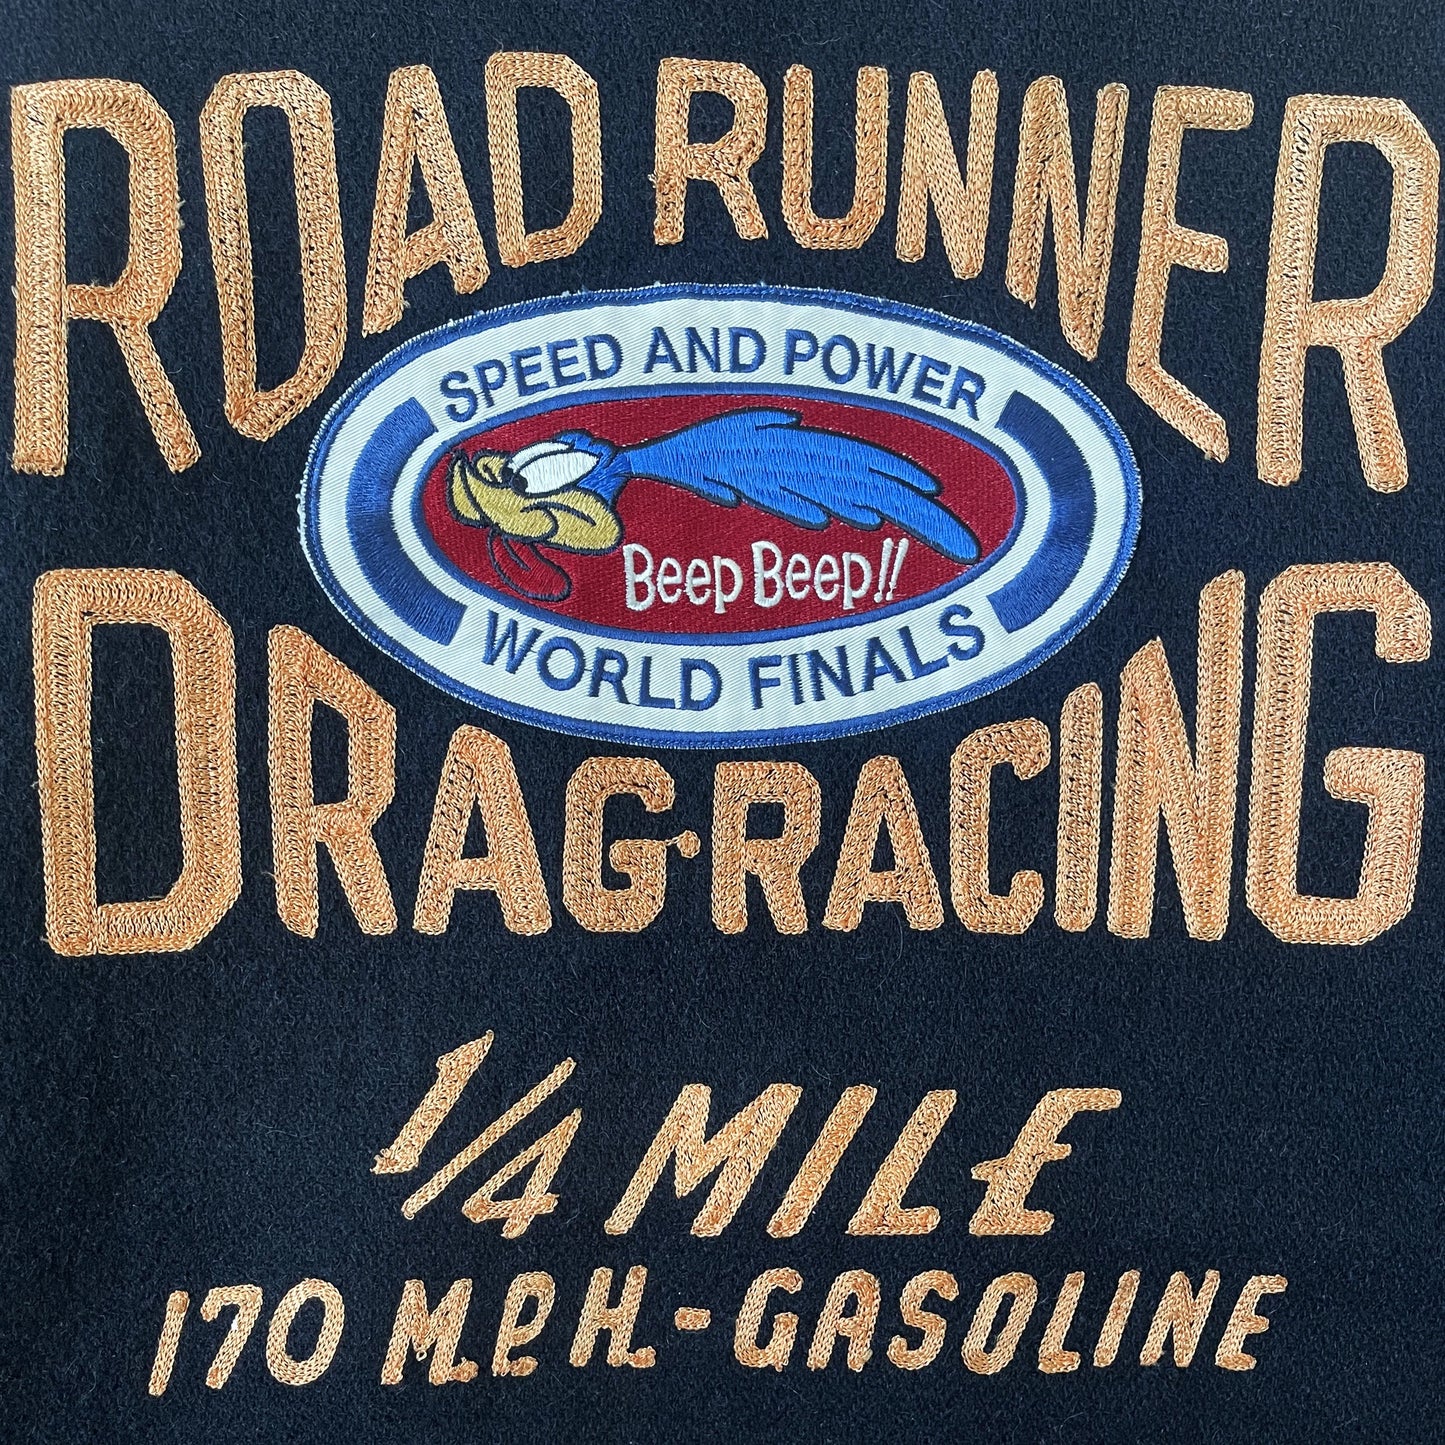 ROAD RUNNER
SPEED AND POWER
Beep Beep!!
WORLD FINALS
DRAG-RACING
1/4 MILE
170 M.P.H.-GASOLINE